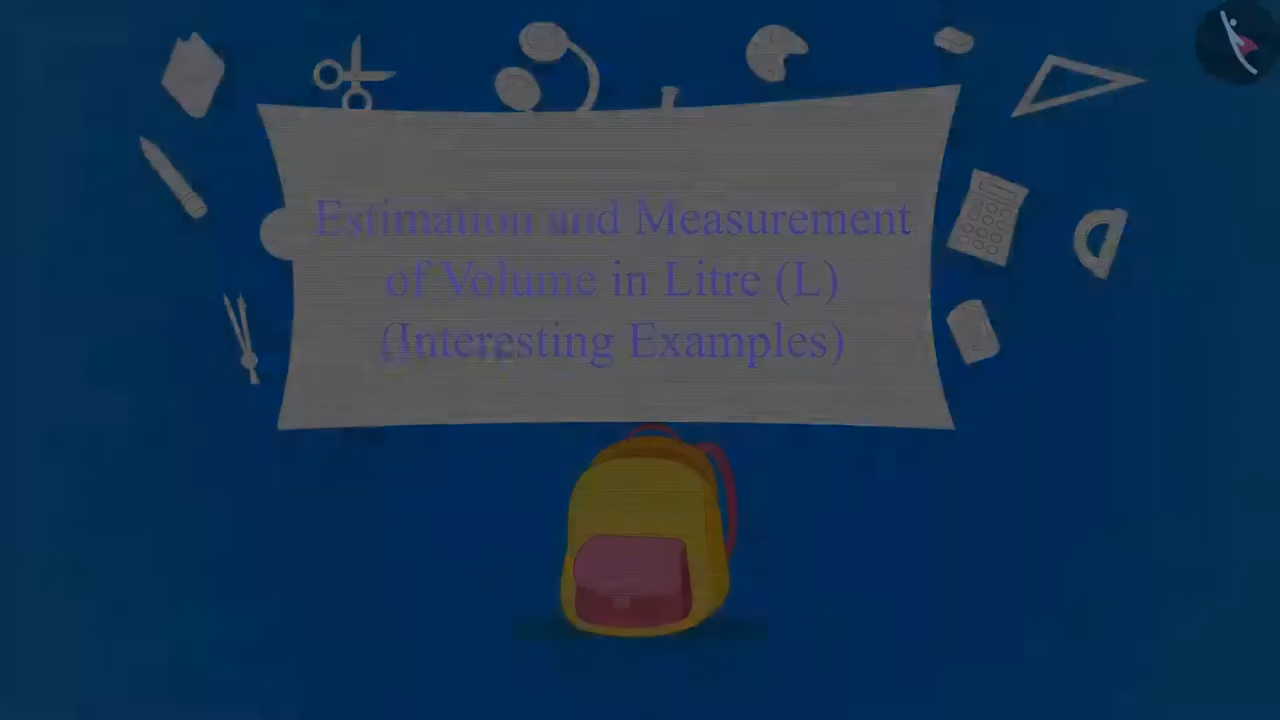 Estimation and Measurement
of Volume in Litre (L)
(Interesting Examples)